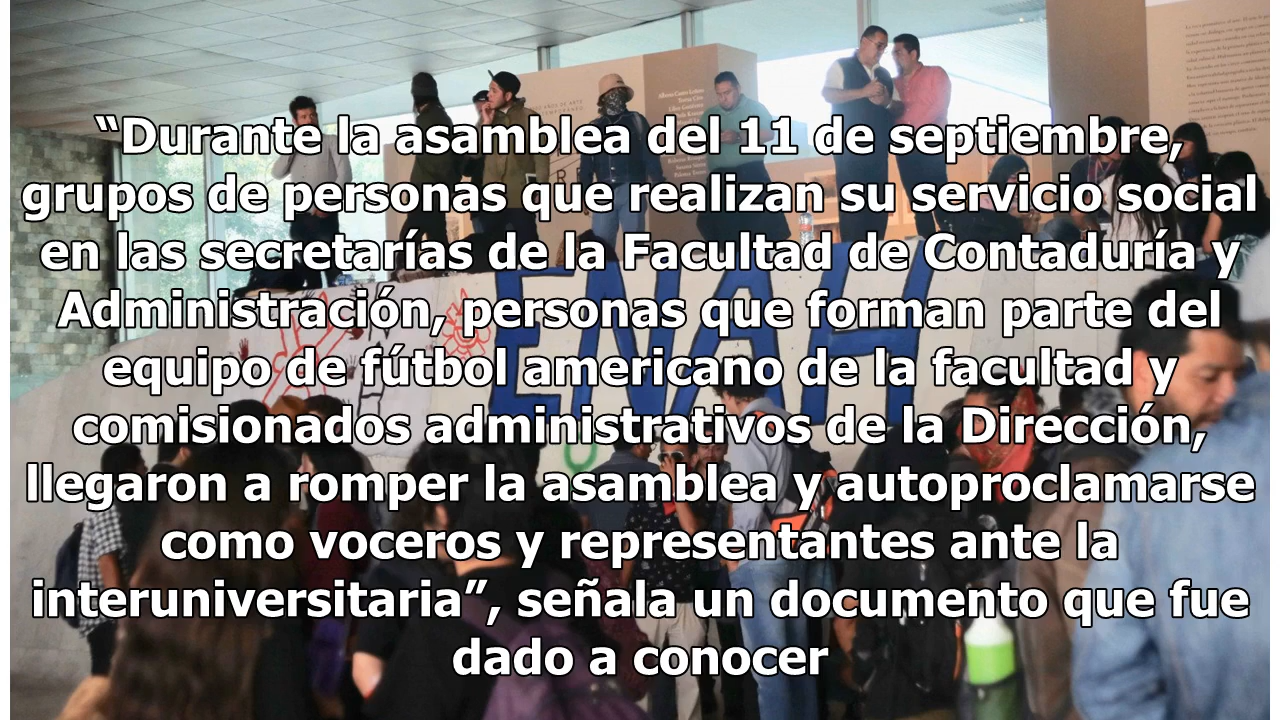 “Durante la asamblea del 11 de septiembre,
grupos de personas que realizan su servicio social
en las secretarías de la Facultad de Contaduría y
Administración, personas que forman parte del
equipo de fútbol americano de la facultad y
comisionados administrativos de la Dirección,
llegaron a romper la asamblea y autoproclamarse
como voceros y representantes ante la
interuniversitaria”, señala un documento que fue
dado a conocer
ENAH